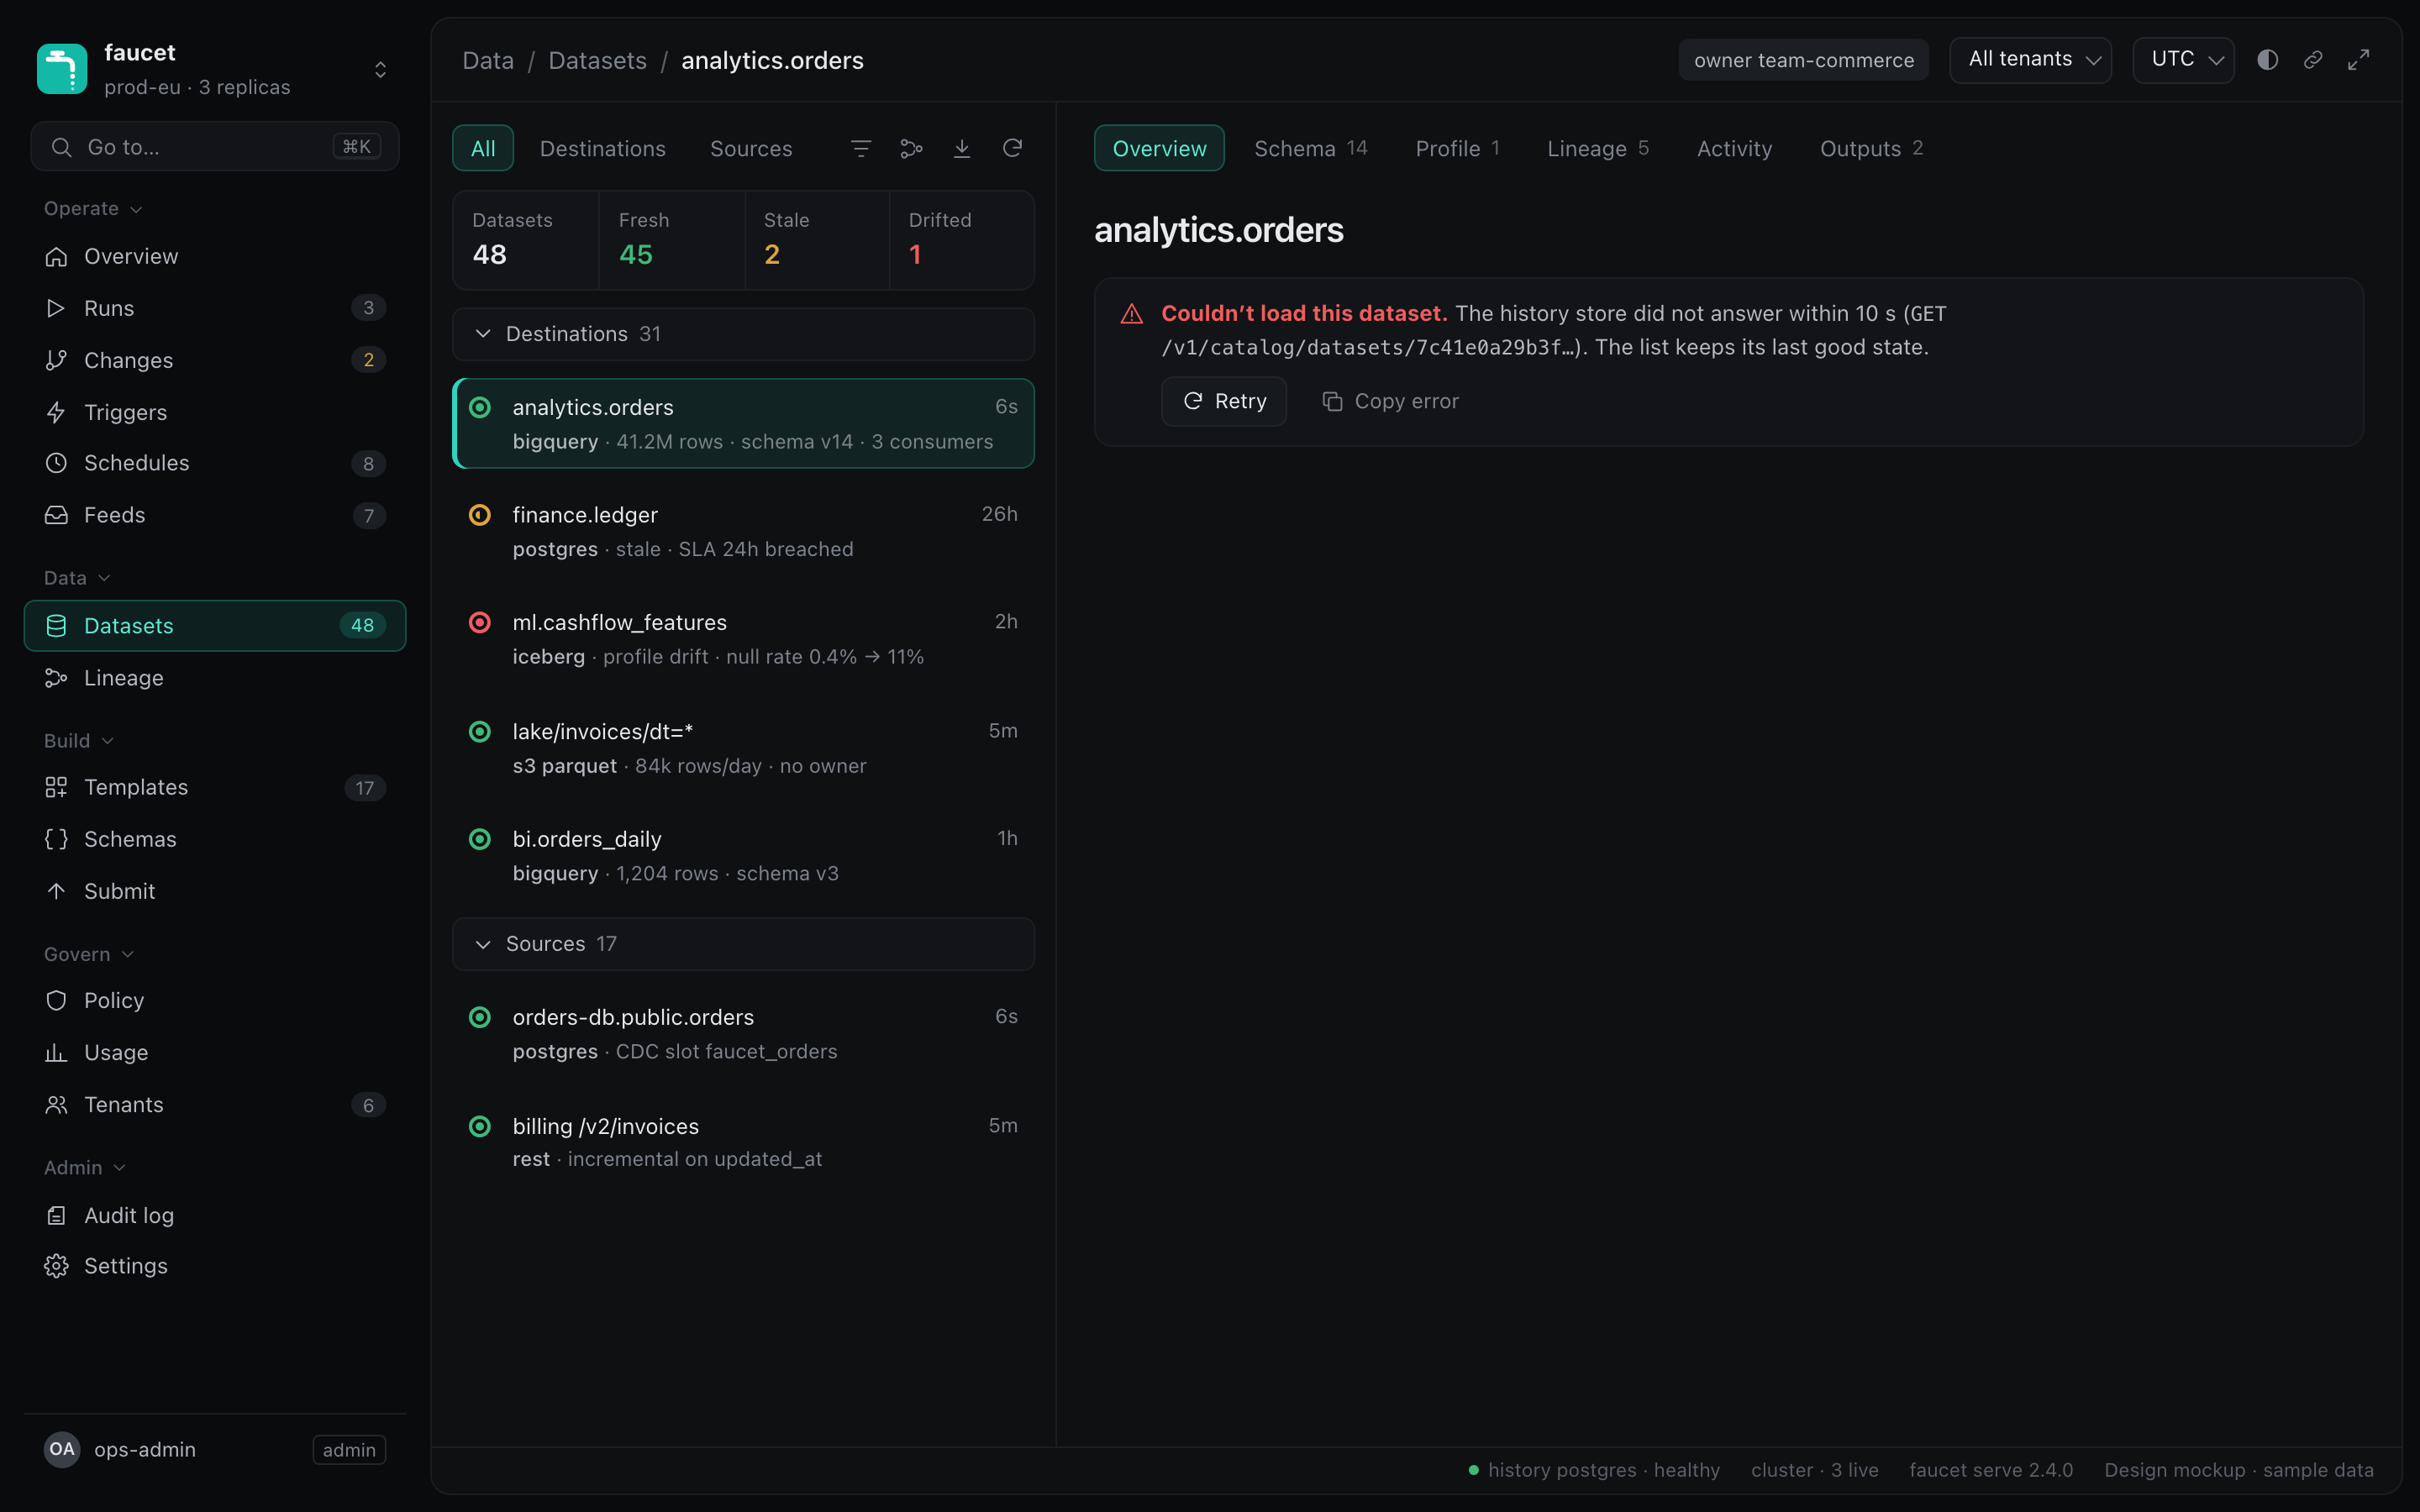 faucet
prod-eu · 3 replicas
Go to...
⌘K
Operate
Overview
Runs 3
Changes 2
Triggers
Schedules 8
Feeds 7
Data
Datasets 48
Lineage
Build
Templates 17
Schemas
Submit
Govern
Policy
Usage
Tenants 6
Admin
Audit log
Settings
OA ops-admin admin
Data / Datasets / analytics.orders
owner team-commerce
All tenants
UTC
All Destinations Sources
Datasets Fresh Stale Drifted
48 45 2 1
Destinations 31
analytics.orders 6s
bigquery · 41.2M rows · schema v14 · 3 consumers
finance.ledger 26h
postgres · stale · SLA 24h breached
ml.cashflow_features 2h
iceberg · profile drift · null rate 0.4% → 11%
lake/invoices/dt=* 5m
s3 parquet · 84k rows/day · no owner
bi.orders_daily 1h
bigquery · 1,204 rows · schema v3
Sources 17
orders-db.public.orders 6s
postgres · CDC slot faucet_orders
billing /v2/invoices 5m
rest · incremental on updated_at
Overview Schema 14 Profile 1 Lineage 5 Activity Outputs 2
analytics.orders
Couldn’t load this dataset. The history store did not answer within 10 s (GET
/v1/catalog/datasets/7c41e0a29b3f…). The list keeps its last good state.
Retry Copy error
history postgres · healthy cluster · 3 live faucet serve 2.4.0 Design mockup · sample data